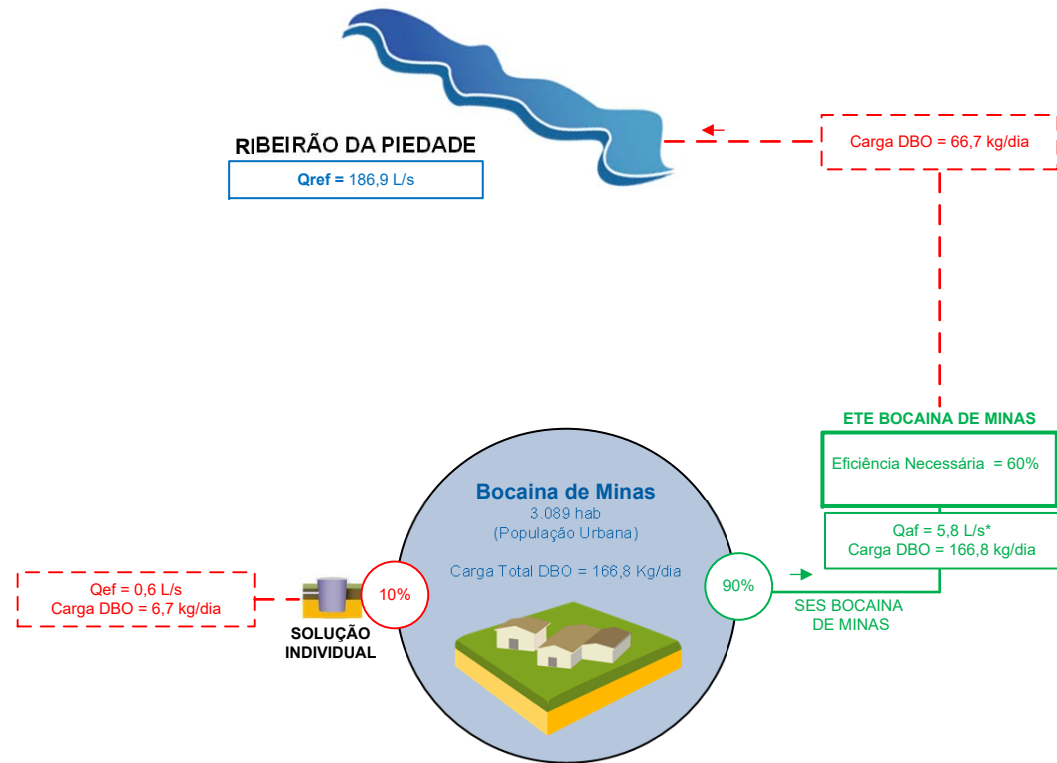 RIBEIRÃO DA PIEDADE
Qref = 186,9 L/s
Carga DBO = 66,7 kg/dia
ETE BOCAINA DE MINAS
Eficiência Necessária = 60%
Qaf = 5,8 L/s*
Carga DBO = 166,8 kg/dia
Bocaina de Minas
3.089 hab
(População Urbana)
Carga Total DBO = 166,8 Kg/dia
90%
SES BOCAINA
DE MINAS
10%
Qef = 0,6 L/s
Carga DBO = 6,7 kg/dia
SOLUÇÃO
INDIVIDUAL